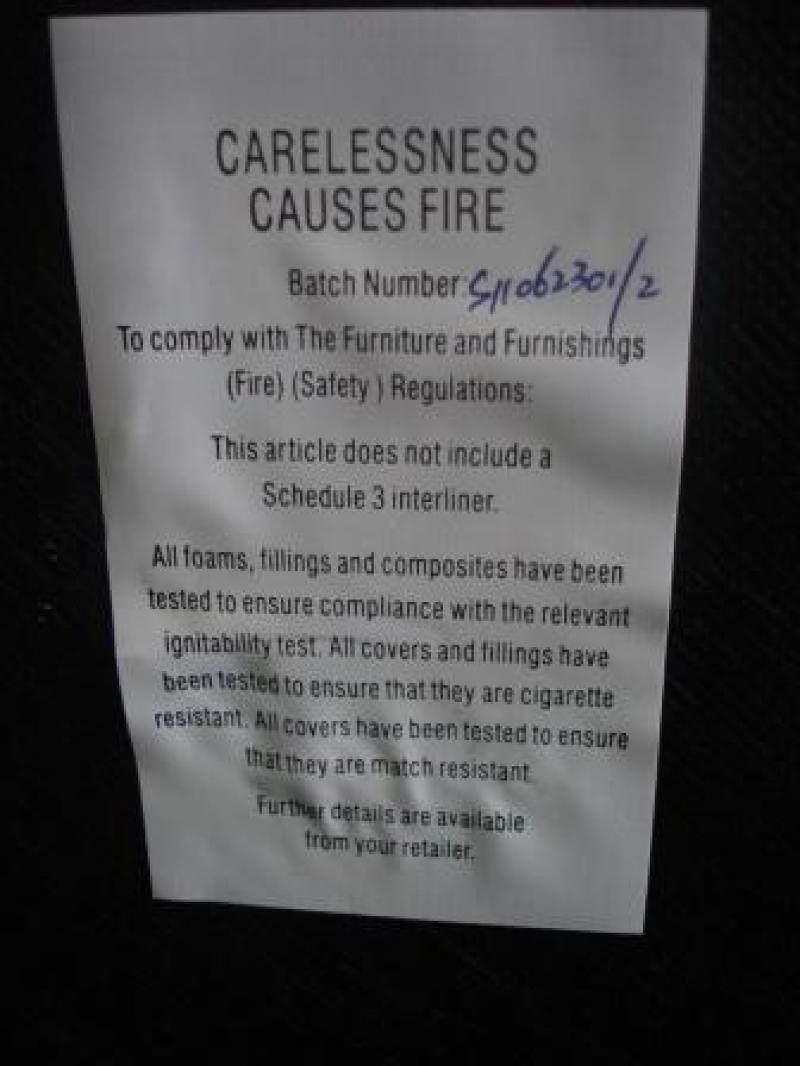 CARELESSNESS
CAUSES FIRE
Batch Number: S11062301/2
To comply with The Furniture and Furnishings
(Fire) (Safety ) Regulations:
This article does not include a
Schedule 3 interliner.
All foams, fillings and composites have been
tested to ensure compliance with the relevant
ignitability test. All covers and fillings have
been tested to ensure that they are cigarette
resistant. All covers have been tested to ensure
that they are match resistant.
Further details are available
from your retailer.